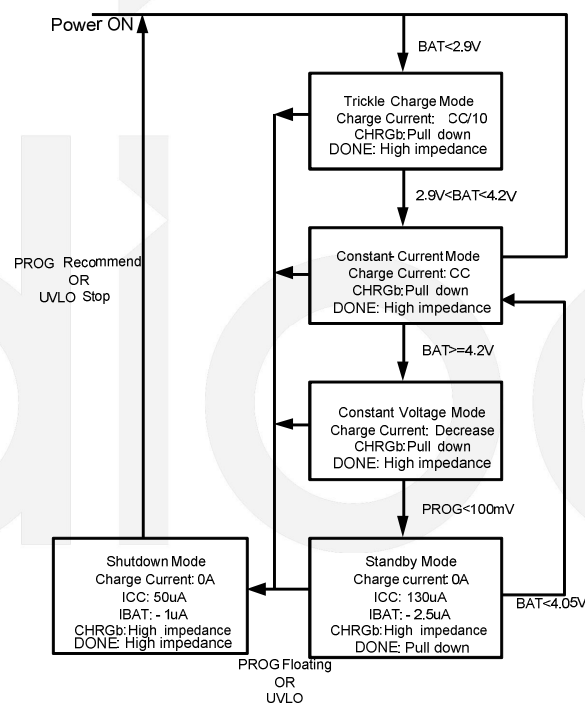 Power ON
BAT<2.9V
Trickle Charge Mode
Charge Current: CC/10
CHRGb:Pull down
DONE: High impedance
2.9V<BAT<4.2V
PROG Recommend
OR
UVLO Stop
Constant-Current Mode
Charge Current: CC
CHRGb:Pull down
DONE: High impedance
BAT>=4.2V
Constant Voltage Mode
Charge Current: Decrease
CHRGb:Pull down
DONE: High impedance
PROG<100mV
Shutdown Mode
Charge Current: 0A
ICC: 50uA
IBAT: -1uA
CHRGb:High impedance
DONE: High impedance
Standby Mode
Charge current: 0A
ICC: 130uA
IBAT: -2.5uA
CHRGb:High impedance
DONE: Pull down
BAT<4.05V
PROG Floating
OR
UVLO